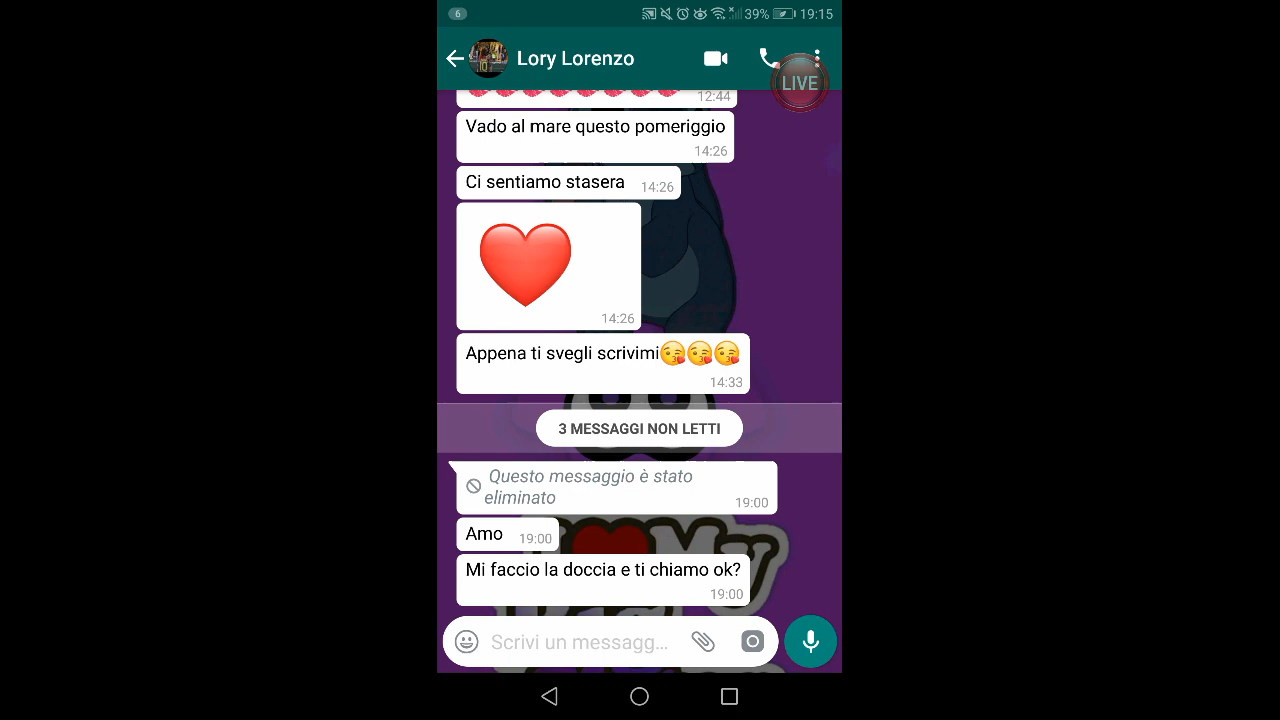 6
39%
19:15
Lory Lorenzo
LIVE
12:44
Vado al mare questo pomeriggio
14:26
Ci sentiamo stasera 14:26
14:26
Appena ti svegli scrivimi😘😘😘
14:33
3 MESSAGGI NON LETTI
Questo messaggio è stato
eliminato
19:00
Amo 19:00
Mi faccio la doccia e ti chiamo ok?
19:00
My
Scrivi un messagg...